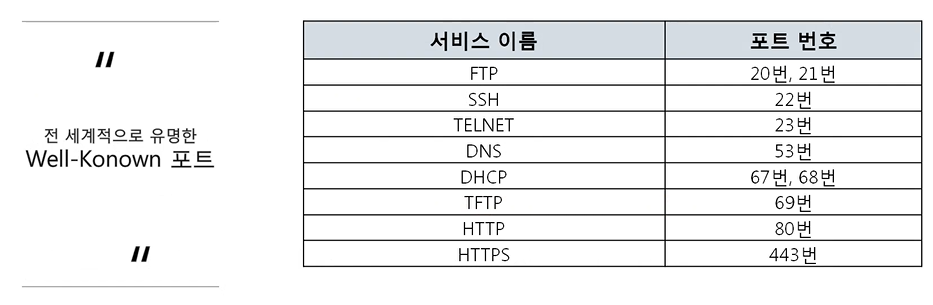 "
전 세계적으로 유명한
Well-Konown 포트
"
서비스 이름 포트 번호
FTP 20번, 21번
SSH 22번
TELNET 23번
DNS 53번
DHCP 67번, 68번
TFTP 69번
HTTP 80번
HTTPS 443번